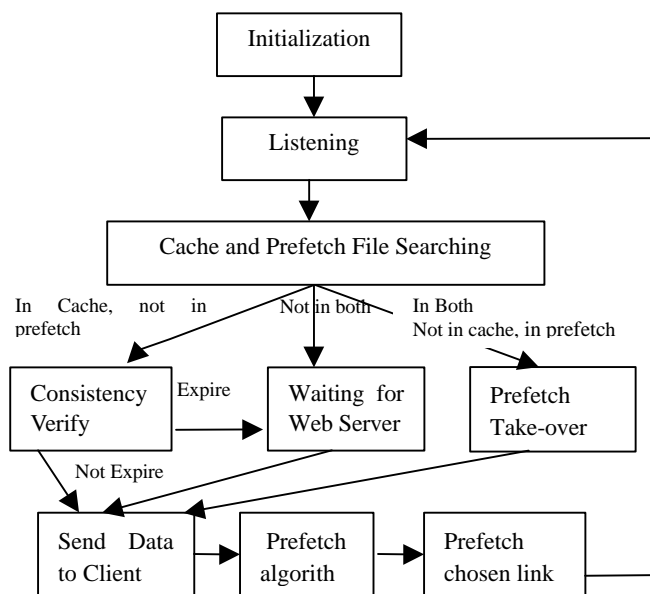 Initialization
Listening
Cache and Prefetch File Searching
In Cache, not in
prefetch
Not in both
In Both
Not in cache, in prefetch
Consistency
Verify
Expire
Waiting for
Web Server
Prefetch
Take-over
Not Expire
Send Data
to Client
Prefetch
algorith
Prefetch
chosen link